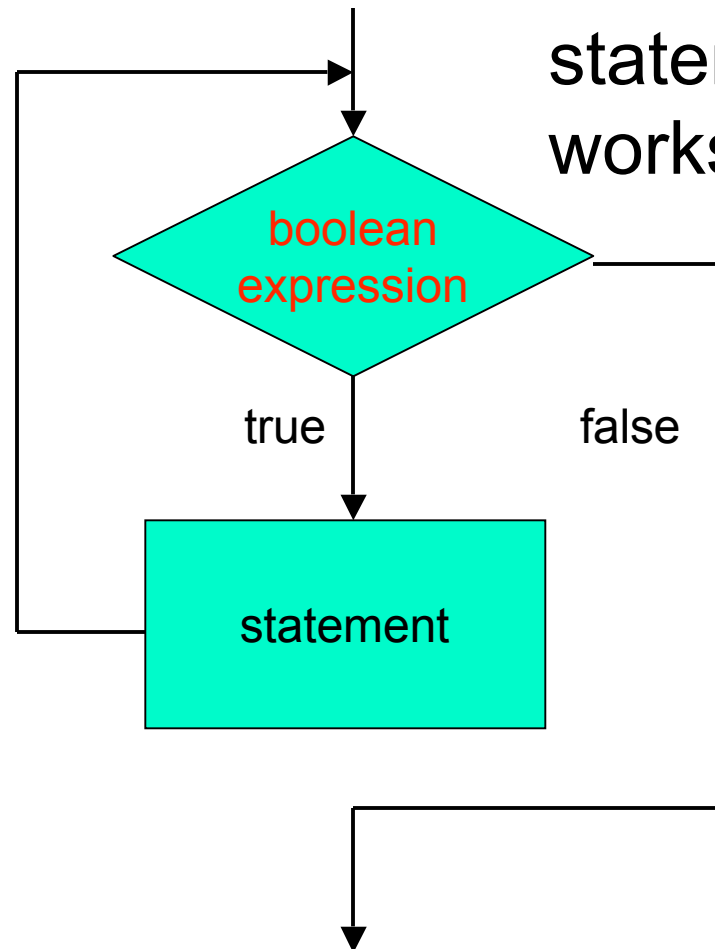 boolean
expression
true
false
statement